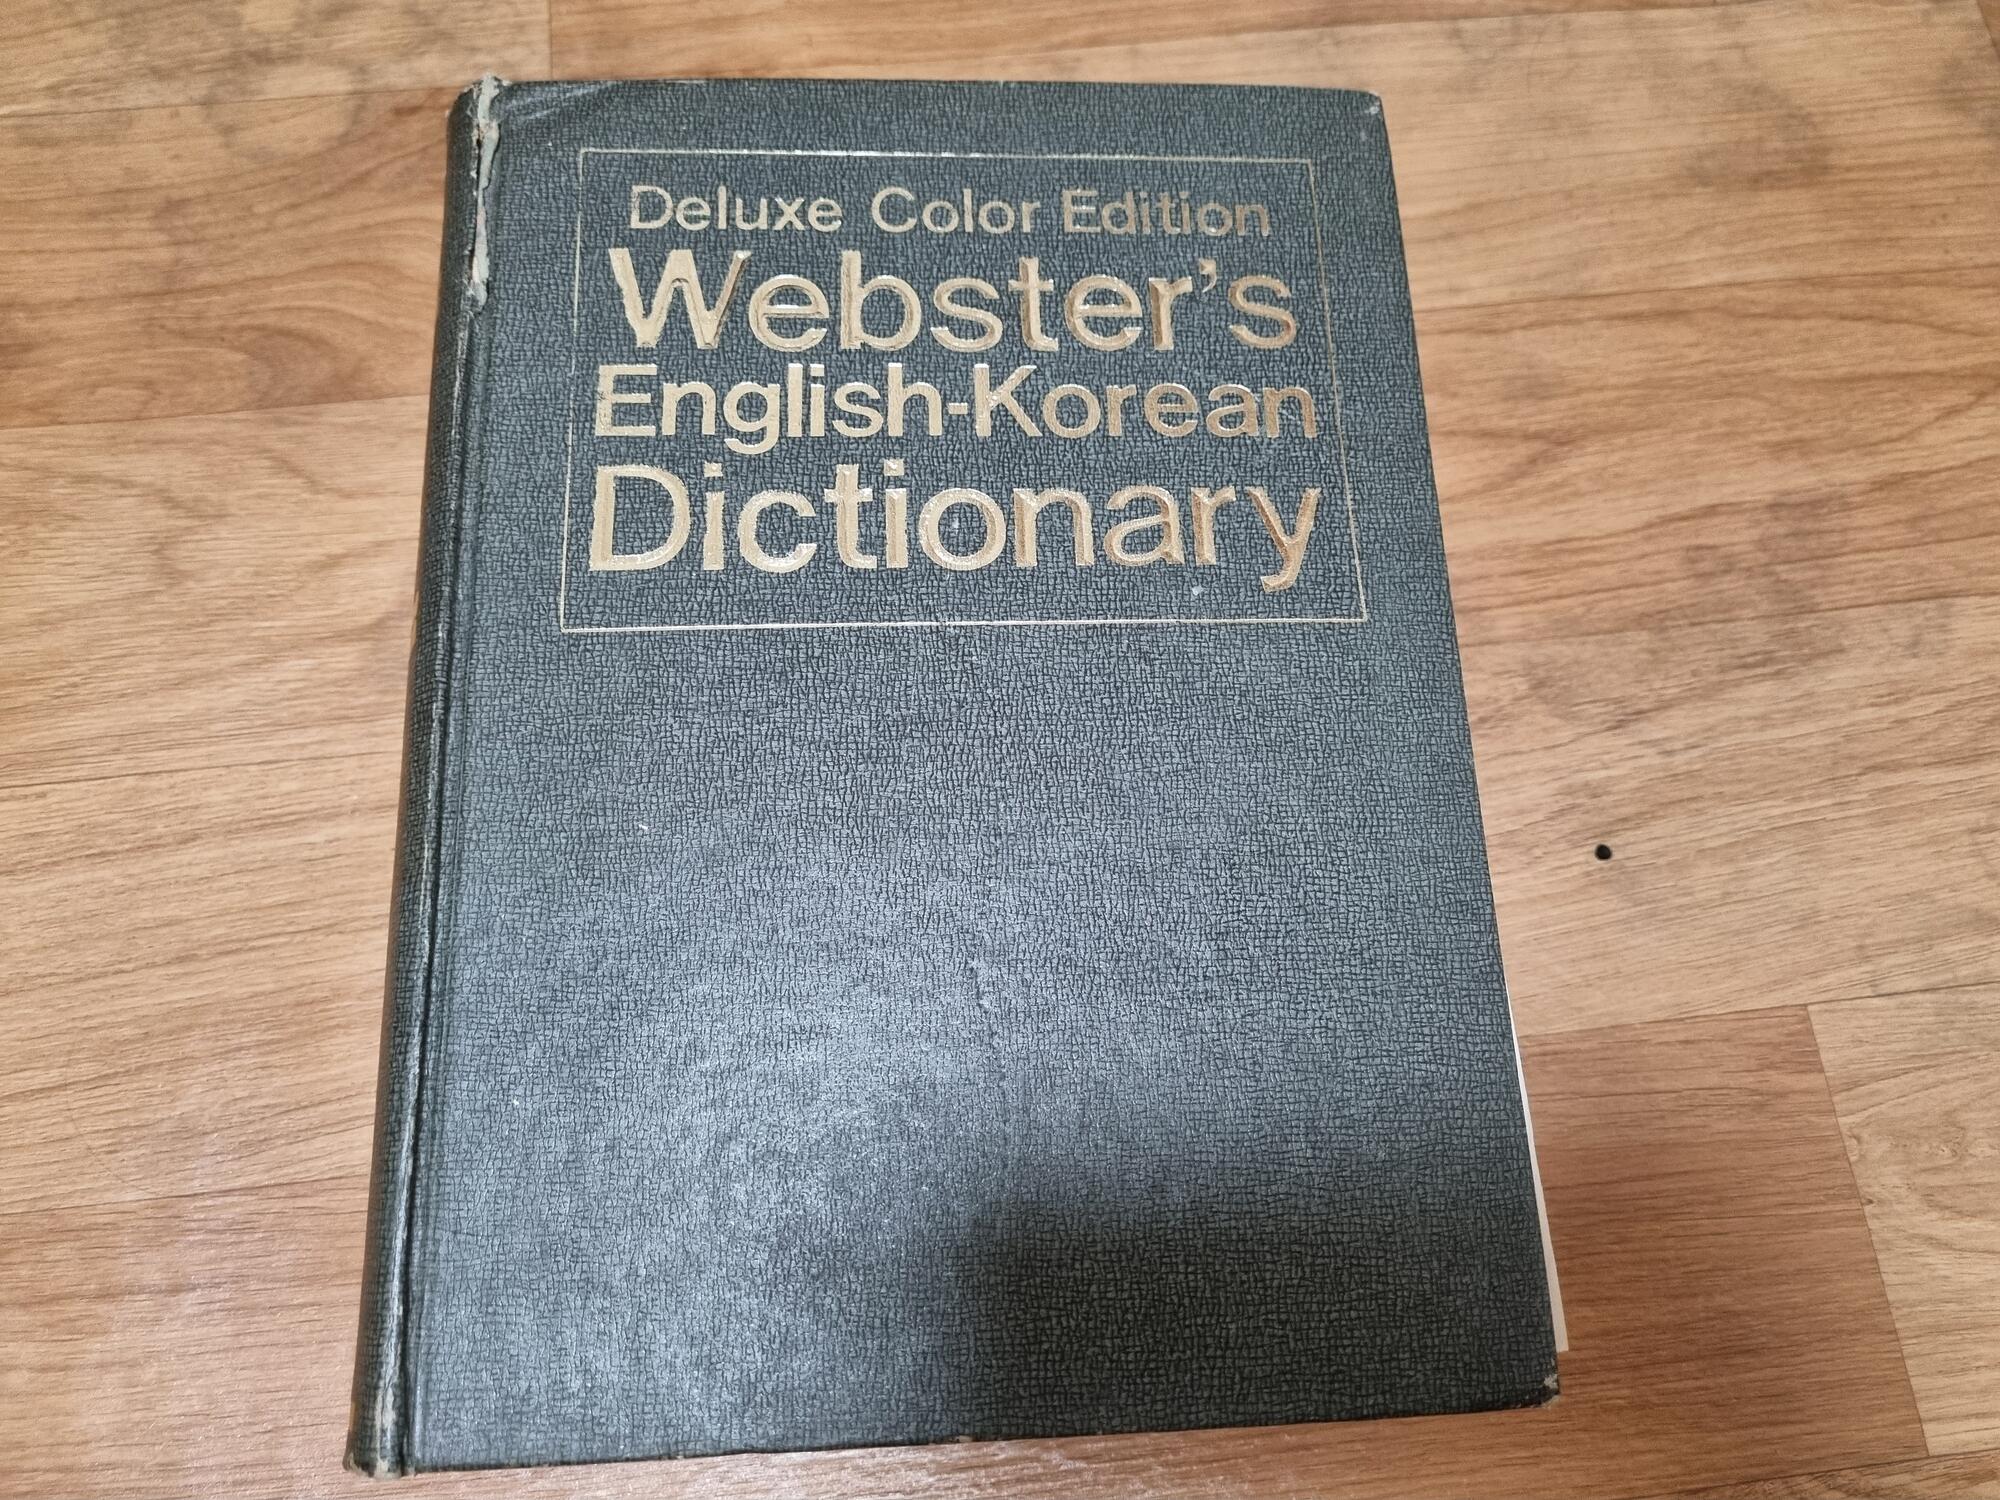 Deluxe Color Edition
Webster's
English-Korean
Dictionary